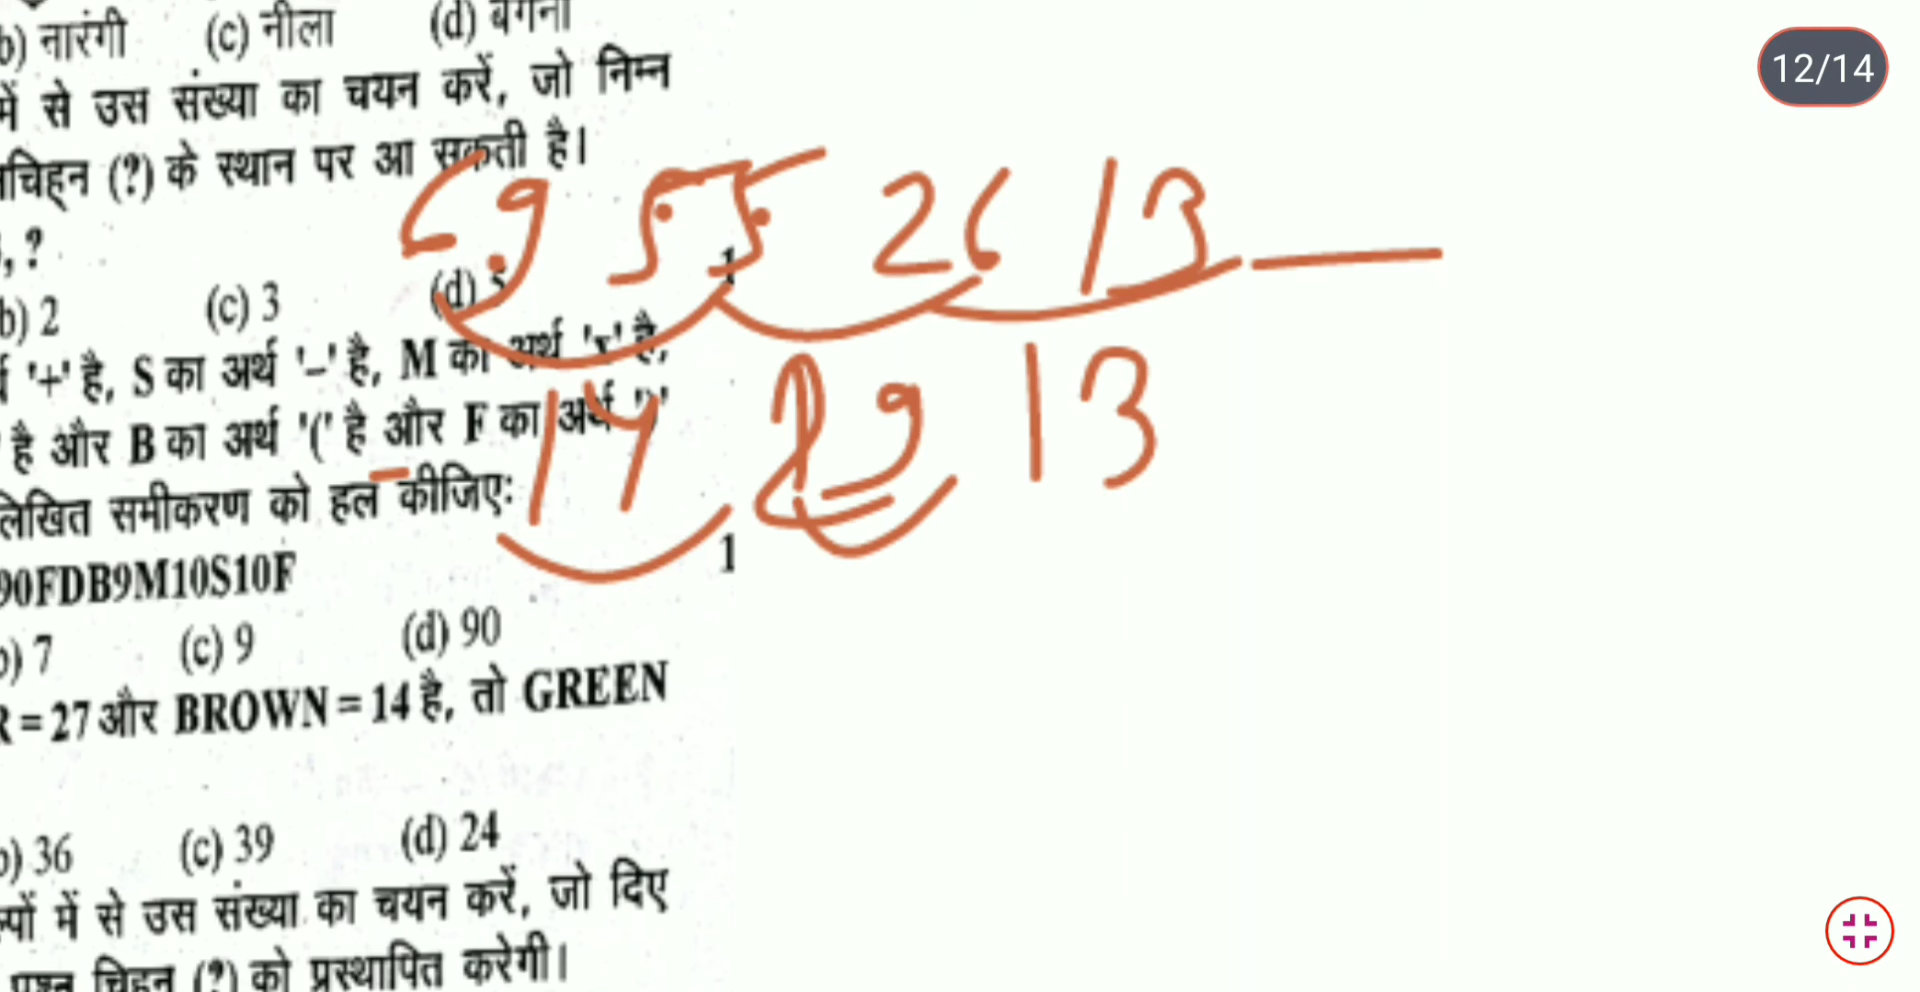 b) नारंगी (c) नीला (d)
में से उस संख्या का चयन करें, जो निम्न
(?) के स्थान पर आ सकती है।
, ?
b) 2 (c) 3 (d) 5
1
69 55 26 13
'+' है, S का अर्थ '–' है, M का अर्थ है,
है और B का अर्थ '(' है और F का अर्थ ')'
14 29 13
लिखित समीकरण को हल कीजिएः
1
90FDB9M10S10F
b) 7 (c) 9 (d) 90
R = 27 और BROWN = 14 है, तो GREEN
b) 36 (c) 39 (d) 24
में से उस संख्या का चयन करें, जो दिए
प्रश्न चिह्न (?) को प्रस्थापित करेगी।
12/14